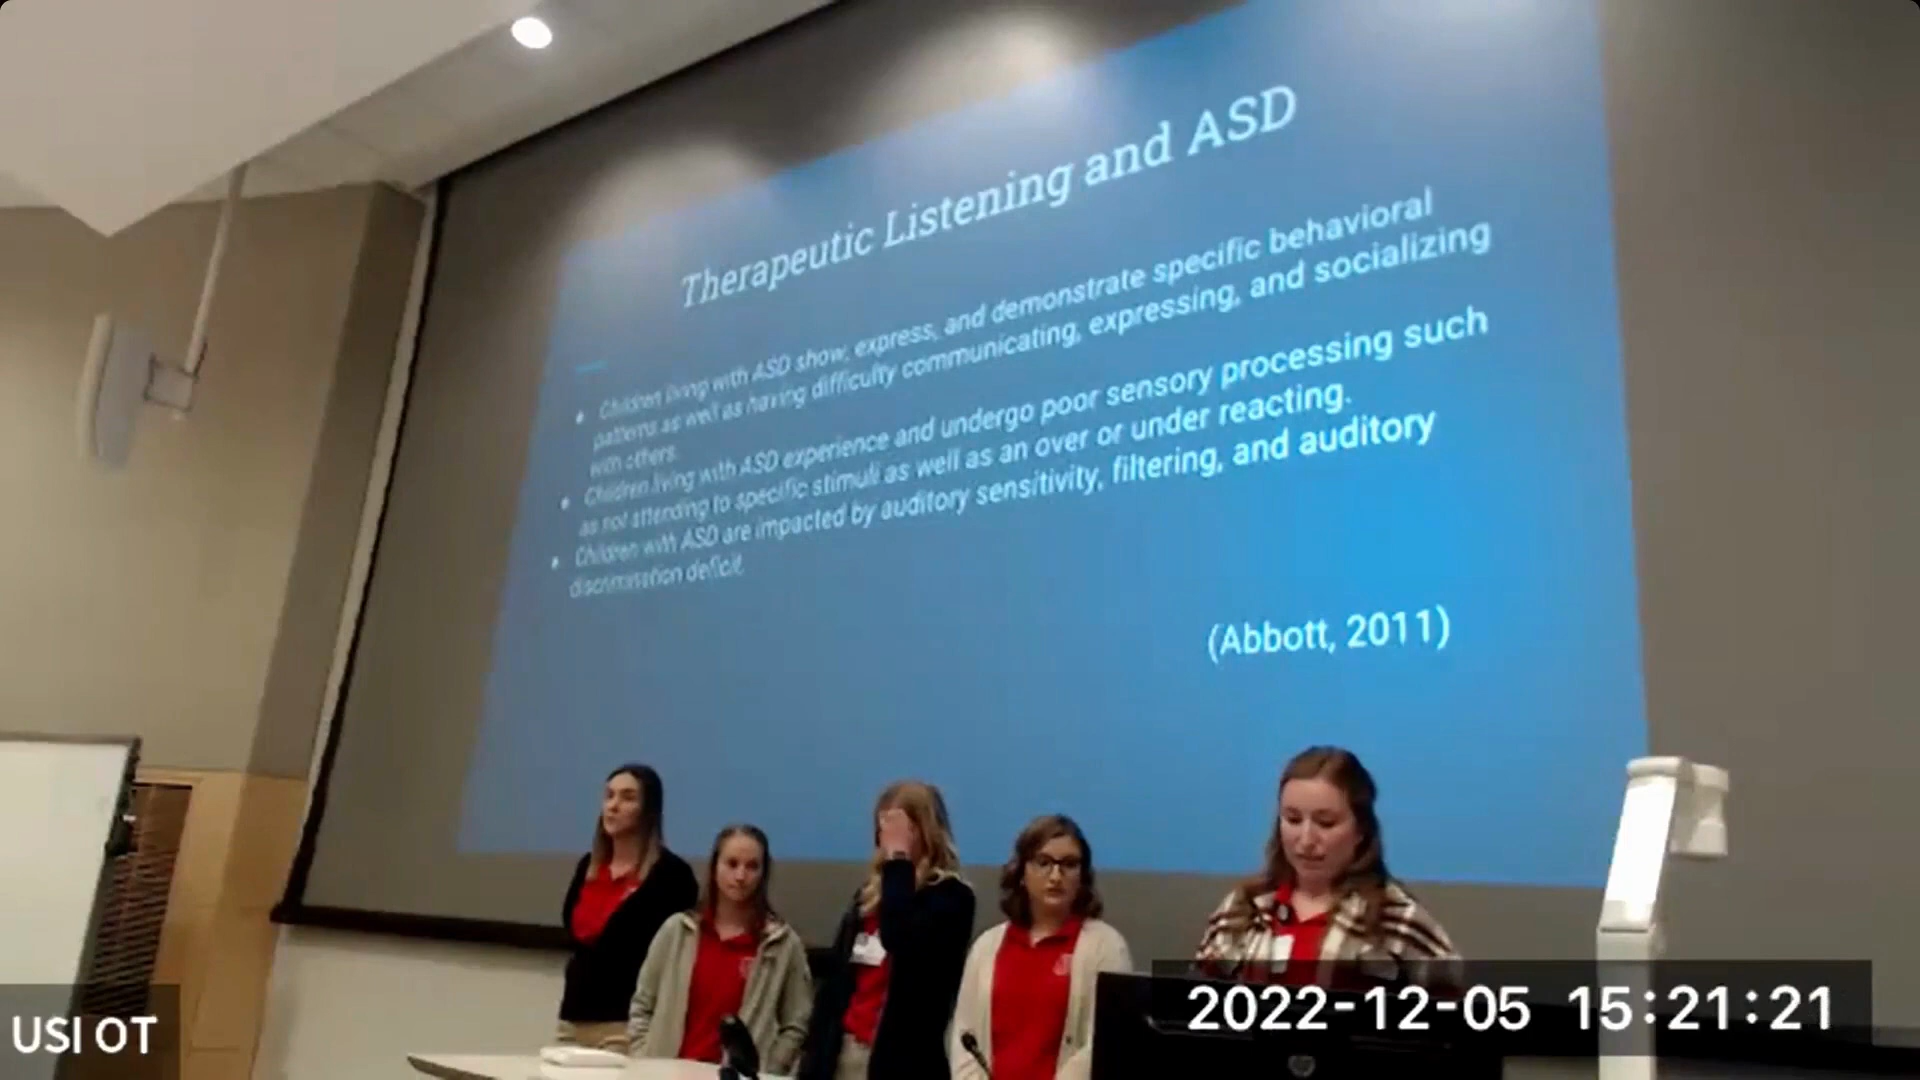 Therapeutic Listening and ASD
• Children living with ASD show, express, and demonstrate specific behavioral
patterns as well as having difficulty communicating, expressing, and socializing
with others.
• Children living with ASD experience and undergo poor sensory processing such
as not attending to specific stimuli as well as an over or under reacting.
• Children with ASD are impacted by auditory sensitivity, filtering, and auditory
discrimination deficit.
(Abbott, 2011)
2022-12-05 15:21:21
USI OT